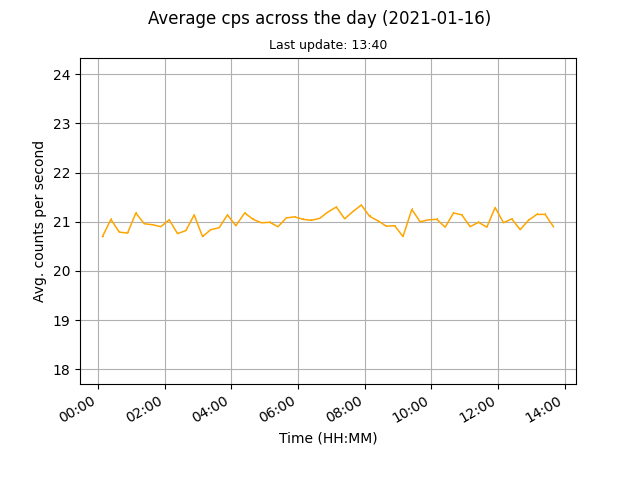 Average cps across the day (2021-01-16)
Last update: 13:40
24
23
22
21
20
19
18
Avg. counts per second
00:00 02:00 04:00 06:00 08:00 10:00 12:00 14:00
Time (HH:MM)